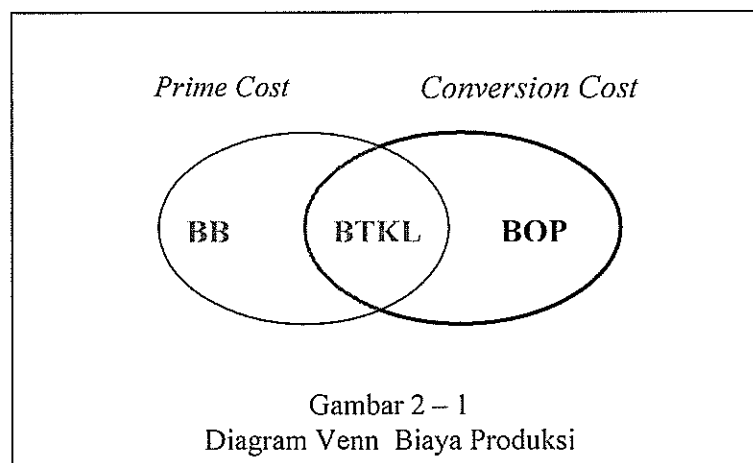 Prime Cost Conversion Cost
BB BTKL BOP
Gambar 2 – 1
Diagram Venn Biaya Produksi